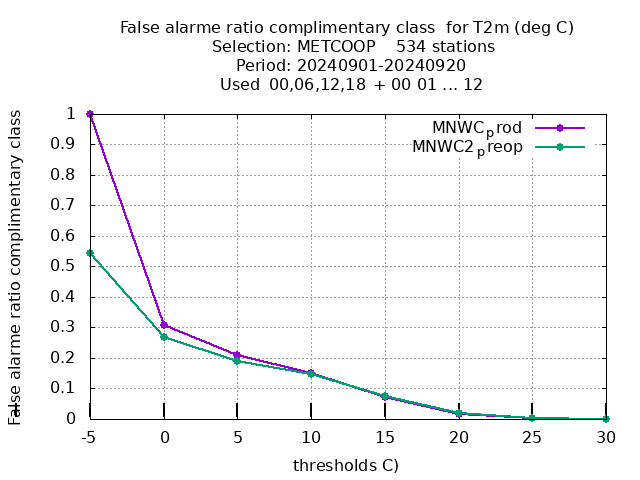 False alarme ratio complimentary class  for T2m (deg C)
Selection: METCOOP    534 stations
Period: 20240901-20240920
Used  00,06,12,18 + 00 01 ... 12
False alarme ratio complimentary class
MNWCprod
MNWC2preop
1
0.9
0.8
0.7
0.6
0.5
0.4
0.3
0.2
0.1
0
-5 0 5 10 15 20 25 30
thresholds C)